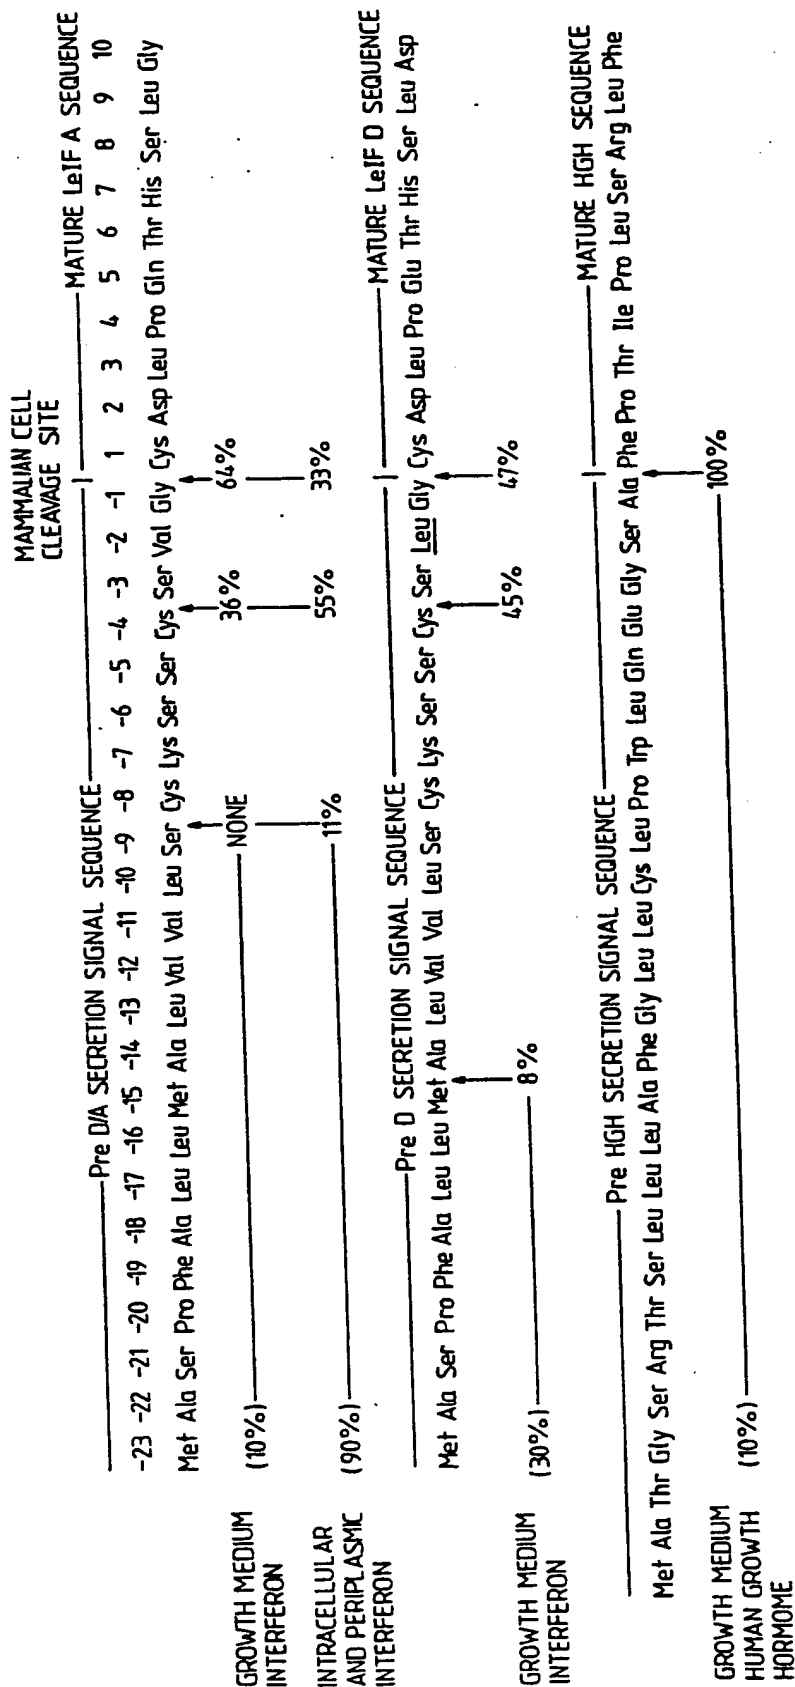 MAMMALIAN CELL
CLEAVAGE SITE
Pre D/A SECRETION SIGNAL SEQUENCE
MATURE LeIF A SEQUENCE
-23 -22 -21 -20 -19 -18 -17 -16 -15 -14 -13 -12 -11 -10 -9 -8 -7 -6 -5 -4 -3 -2 -1 1 2 3 4 5 6 7 8 9 10
Met Ala Ser Pro Phe Ala Leu Leu Met Ala Leu Val Val Leu Ser Cys Lys Ser Ser Cys Ser Val Gly Cys Asp Leu Pro Gln Thr His Ser Leu Gly
GROWTH MEDIUM
INTERFERON
(10%) NONE 36% 64%
INTRACELLULAR
AND PERIPLASMIC
INTERFERON
(90%) 11% 55% 33%
Pre D SECRETION SIGNAL SEQUENCE
MATURE LeIF D SEQUENCE
Met Ala Ser Pro Phe Ala Leu Leu Met Ala Leu Val Val Leu Ser Cys Lys Ser Ser Cys Ser Leu Gly Cys Asp Leu Pro Glu Thr His Ser Leu Asp
GROWTH MEDIUM
INTERFERON
(30%) 8% 45% 47%
Pre HGH SECRETION SIGNAL SEQUENCE
MATURE HGH SEQUENCE
Met Ala Thr Gly Ser Arg Thr Ser Leu Leu Leu Ala Phe Gly Leu Leu Cys Leu Pro Trp Leu Gln Glu Gly Ser Ala Phe Pro Thr Ile Pro Leu Ser Arg Leu Phe
GROWTH MEDIUM
HUMAN GROWTH
HORMOME
(10%) 100%